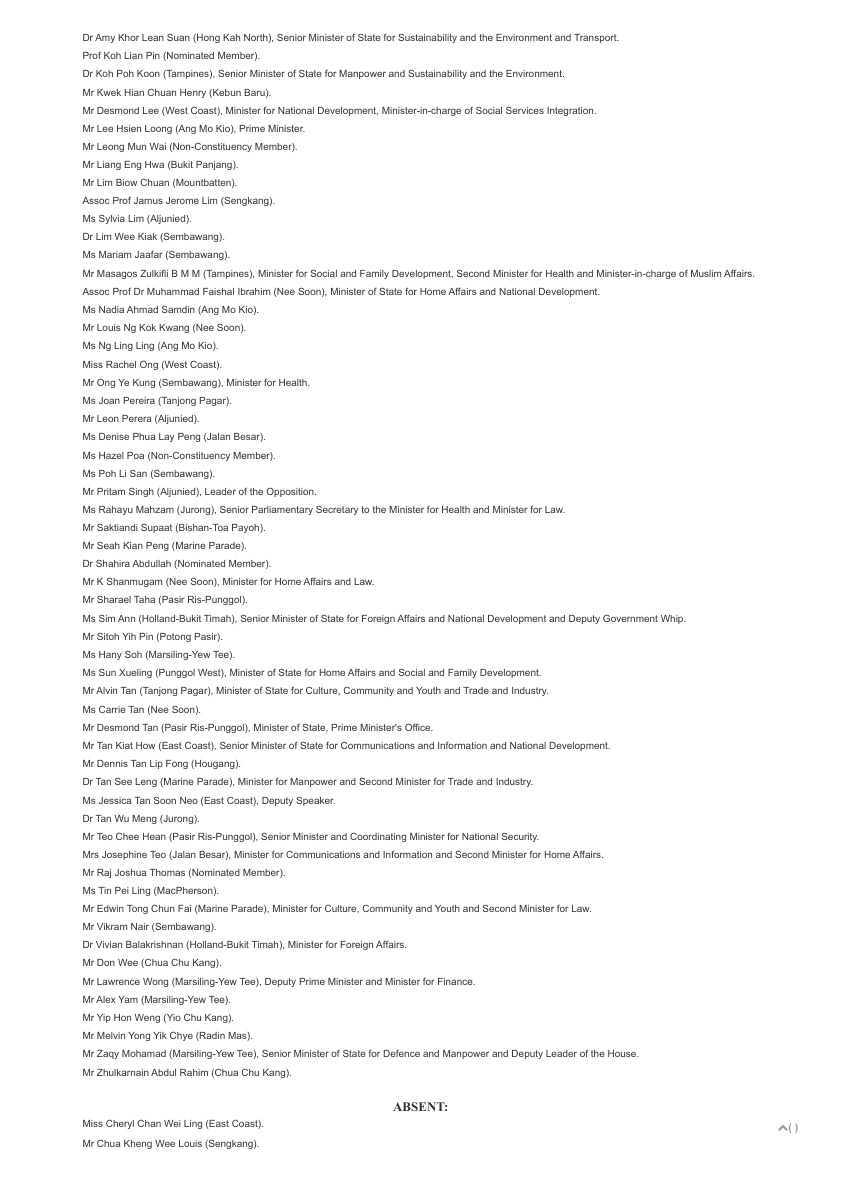 Dr Amy Khor Lean Suan (Hong Kah North), Senior Minister of State for Sustainability and the Environment and Transport.
Prof Koh Lian Pin (Nominated Member).
Dr Koh Poh Koon (Tampines), Senior Minister of State for Manpower and Sustainability and the Environment.
Mr Kwek Hian Chuan Henry (Kebun Baru).
Mr Desmond Lee (West Coast), Minister for National Development, Minister-in-charge of Social Services Integration.
Mr Lee Hsien Loong (Ang Mo Kio), Prime Minister.
Mr Leong Mun Wai (Non-Constituency Member).
Mr Liang Eng Hwa (Bukit Panjang).
Mr Lim Biow Chuan (Mountbatten).
Assoc Prof Jamus Jerome Lim (Sengkang).
Ms Sylvia Lim (Aljunied).
Dr Lim Wee Kiak (Sembawang).
Ms Mariam Jaafar (Sembawang).
Mr Masagos Zulkifli B M M (Tampines), Minister for Social and Family Development, Second Minister for Health and Minister-in-charge of Muslim Affairs.
Assoc Prof Dr Muhammad Faishal Ibrahim (Nee Soon), Minister of State for Home Affairs and National Development.
Ms Nadia Ahmad Samdin (Ang Mo Kio).
Mr Louis Ng Kok Kwang (Nee Soon).
Ms Ng Ling Ling (Ang Mo Kio).
Miss Rachel Ong (West Coast).
Mr Ong Ye Kung (Sembawang), Minister for Health.
Ms Joan Pereira (Tanjong Pagar).
Mr Leon Perera (Aljunied).
Ms Denise Phua Lay Peng (Jalan Besar).
Ms Hazel Poa (Non-Constituency Member).
Ms Poh Li San (Sembawang).
Mr Pritam Singh (Aljunied), Leader of the Opposition.
Ms Rahayu Mahzam (Jurong), Senior Parliamentary Secretary to the Minister for Health and Minister for Law.
Mr Saktiandi Supaat (Bishan-Toa Payoh).
Mr Seah Kian Peng (Marine Parade).
Dr Shahira Abdullah (Nominated Member).
Mr K Shanmugam (Nee Soon), Minister for Home Affairs and Law.
Mr Sharael Taha (Pasir Ris-Punggol).
Ms Sim Ann (Holland-Bukit Timah), Senior Minister of State for Foreign Affairs and National Development and Deputy Government Whip.
Mr Sitoh Yih Pin (Potong Pasir).
Ms Hany Soh (Marsiling-Yew Tee).
Ms Sun Xueling (Punggol West), Minister of State for Home Affairs and Social and Family Development.
Mr Alvin Tan (Tanjong Pagar), Minister of State for Culture, Community and Youth and Trade and Industry.
Ms Carrie Tan (Nee Soon).
Mr Desmond Tan (Pasir Ris-Punggol), Minister of State, Prime Minister's Office.
Mr Tan Kiat How (East Coast), Senior Minister of State for Communications and Information and National Development.
Mr Dennis Tan Lip Fong (Hougang).
Dr Tan See Leng (Marine Parade), Minister for Manpower and Second Minister for Trade and Industry.
Ms Jessica Tan Soon Neo (East Coast), Deputy Speaker.
Dr Tan Wu Meng (Jurong).
Mr Teo Chee Hean (Pasir Ris-Punggol), Senior Minister and Coordinating Minister for National Security.
Mrs Josephine Teo (Jalan Besar), Minister for Communications and Information and Second Minister for Home Affairs.
Mr Raj Joshua Thomas (Nominated Member).
Ms Tin Pei Ling (MacPherson).
Mr Edwin Tong Chun Fai (Marine Parade), Minister for Culture, Community and Youth and Second Minister for Law.
Mr Vikram Nair (Sembawang).
Dr Vivian Balakrishnan (Holland-Bukit Timah), Minister for Foreign Affairs.
Mr Don Wee (Chua Chu Kang).
Mr Lawrence Wong (Marsiling-Yew Tee), Deputy Prime Minister and Minister for Finance.
Mr Alex Yam (Marsiling-Yew Tee).
Mr Yip Hon Weng (Yio Chu Kang).
Mr Melvin Yong Yik Chye (Radin Mas).
Mr Zaqy Mohamad (Marsiling-Yew Tee), Senior Minister of State for Defence and Manpower and Deputy Leader of the House.
Mr Zhulkarnain Abdul Rahim (Chua Chu Kang).
ABSENT:
Miss Cheryl Chan Wei Ling (East Coast).
( )
Mr Chua Kheng Wee Louis (Sengkang).